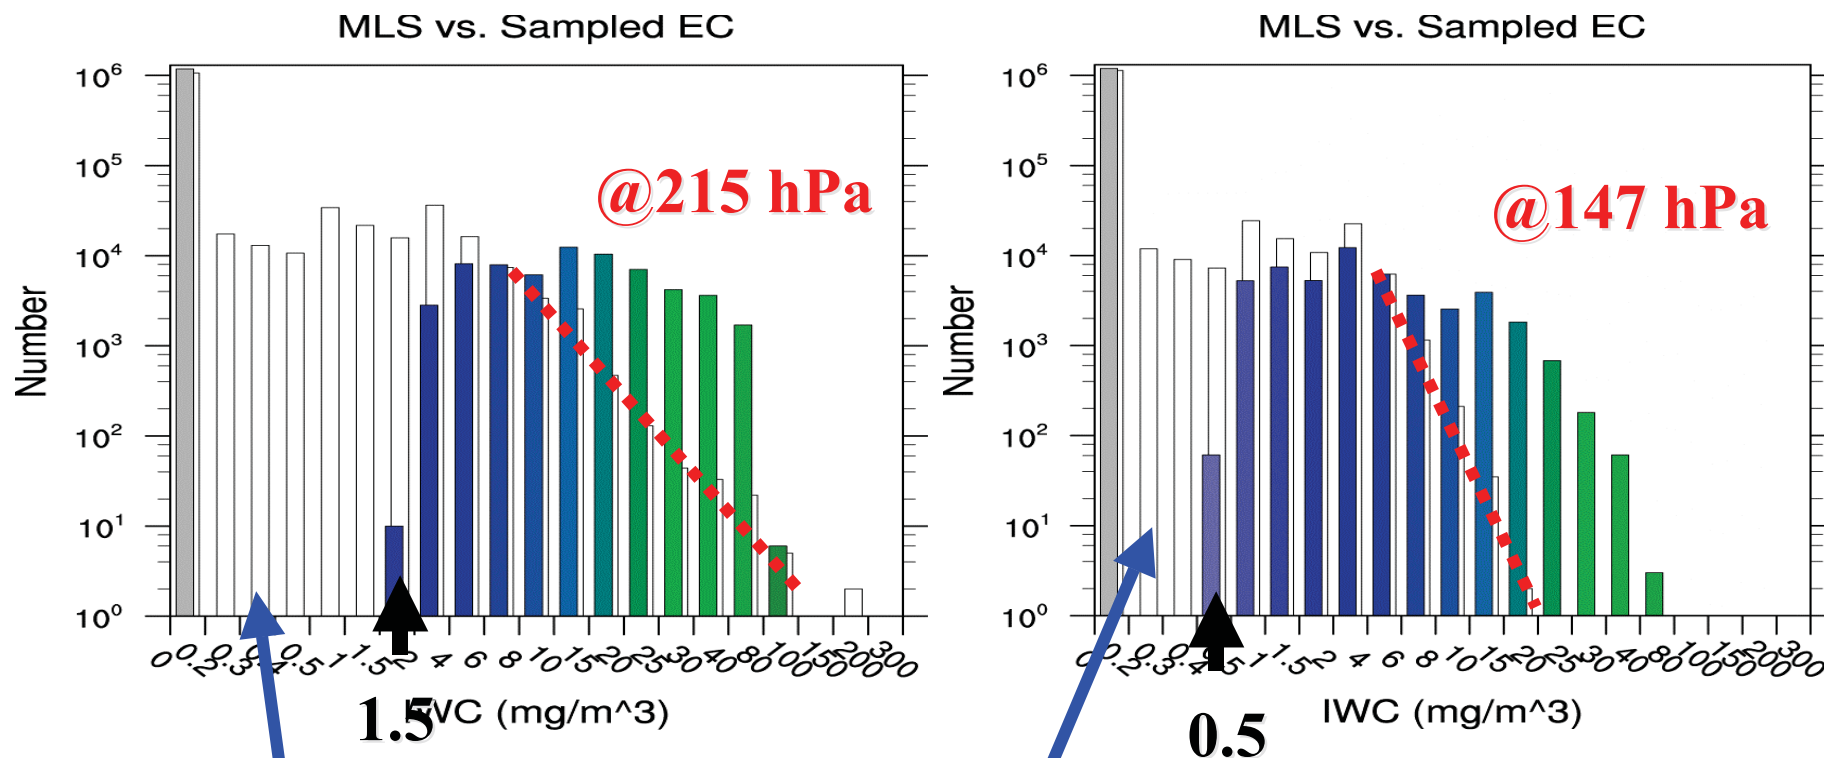 MLS vs. Sampled EC
10⁶
10⁵
10⁴
10³
10²
10¹
10⁰
Number
@215 hPa
0 0.2 0.3 0.4 0.5 1 1.5 2 4 6 8 10 15 20 25 30 40 80 100 150 200 300
IWC (mg/m^3)
1.5
MLS vs. Sampled EC
10⁶
10⁵
10⁴
10³
10²
10¹
10⁰
Number
@147 hPa
0 0.2 0.3 0.4 0.5 1 1.5 2 4 6 8 10 15 20 25 30 40 80 100 150 200 300
IWC (mg/m^3)
0.5